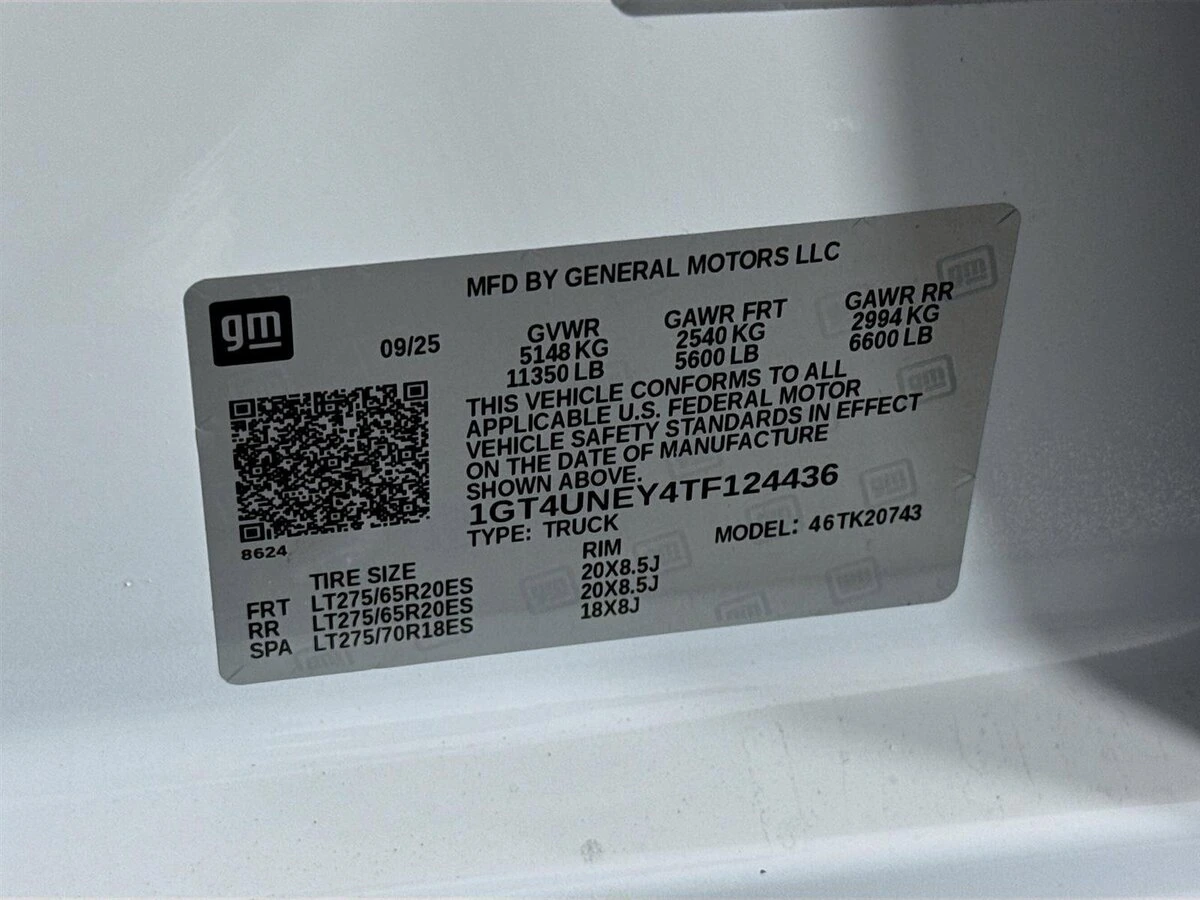 MFD BY GENERAL MOTORS LLC
gm
09/25
GVWR GAWR FRT GAWR RR
5148 KG 2540 KG 2994 KG
11350 LB 5600 LB 6600 LB
THIS VEHICLE CONFORMS TO ALL
APPLICABLE U.S. FEDERAL MOTOR
VEHICLE SAFETY STANDARDS IN EFFECT
ON THE DATE OF MANUFACTURE
SHOWN ABOVE.
1GT4UNEY4TF124436
TYPE: TRUCK MODEL: 46TK20743
8624
TIRE SIZE RIM
FRT LT275/65R20ES 20X8.5J
RR LT275/65R20ES 20X8.5J
SPA LT275/70R18ES 18X8J